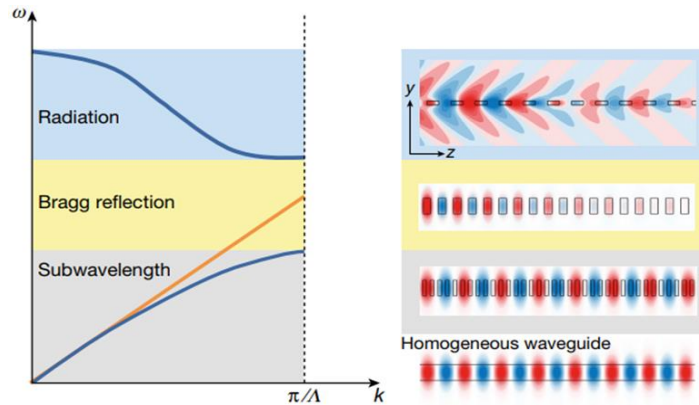 ω
Radiation
Bragg reflection
Subwavelength
π/Λ
k
y
z
Homogeneous waveguide